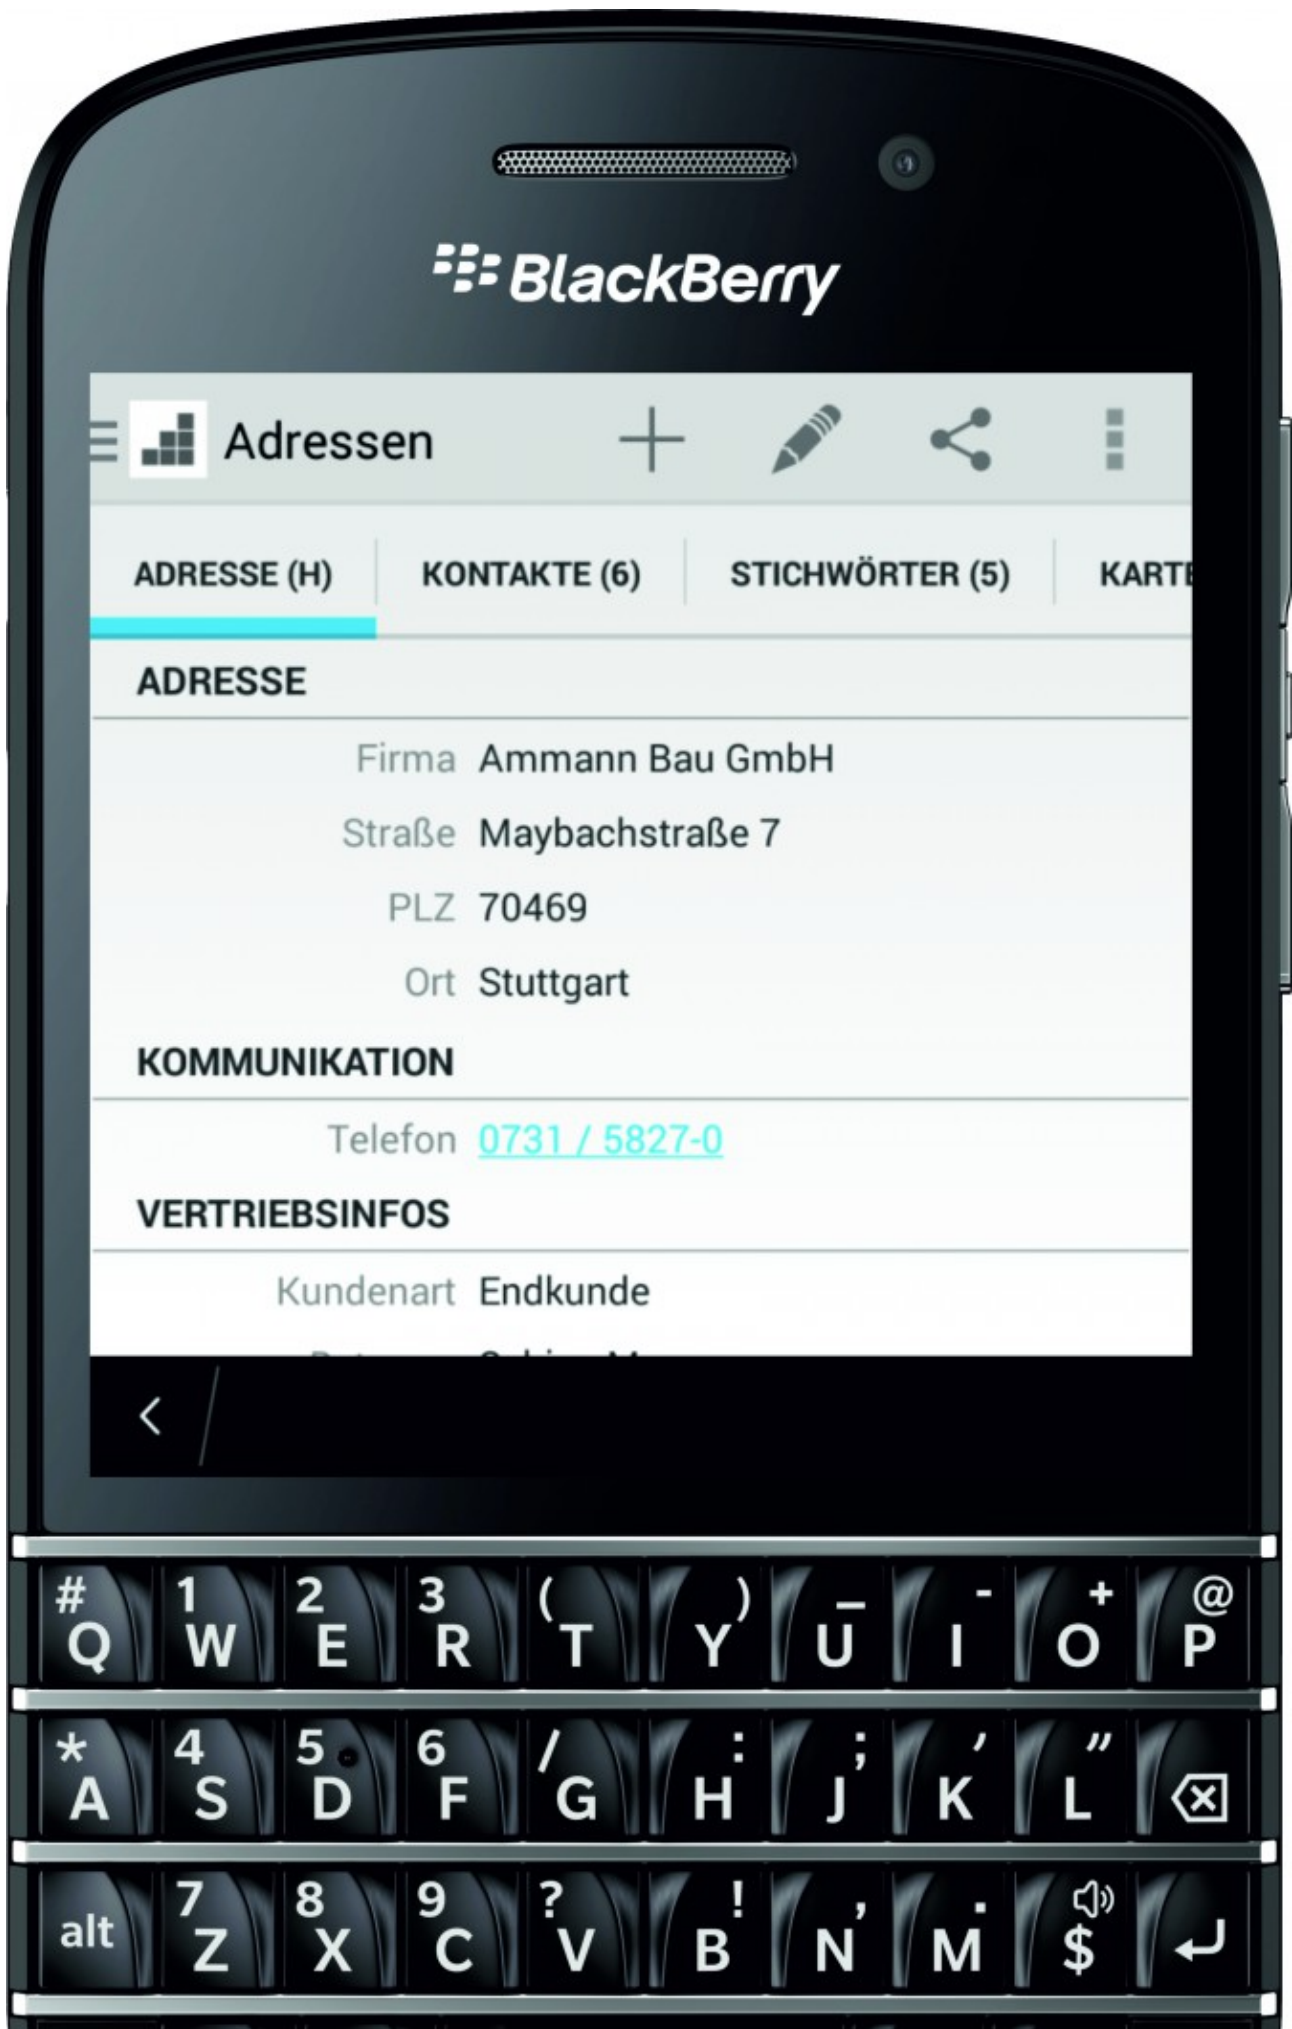 BlackBerry
Adressen
ADRESSE (H) KONTAKTE (6) STICHWÖRTER (5) KARTE
ADRESSE
Firma Ammann Bau GmbH
Straße Maybachstraße 7
PLZ 70469
Ort Stuttgart
KOMMUNIKATION
Telefon 0731 / 5827-0
VERTRIEBSINFOS
Kundenart Endkunde
# 1 2 3 ( ) _ - + @
Q W E R T Y U I O P
* 4 5 6 / : ; ' "
A S D F G H J K L
7 8 9 ? ! , .
alt Z X C V B N M $